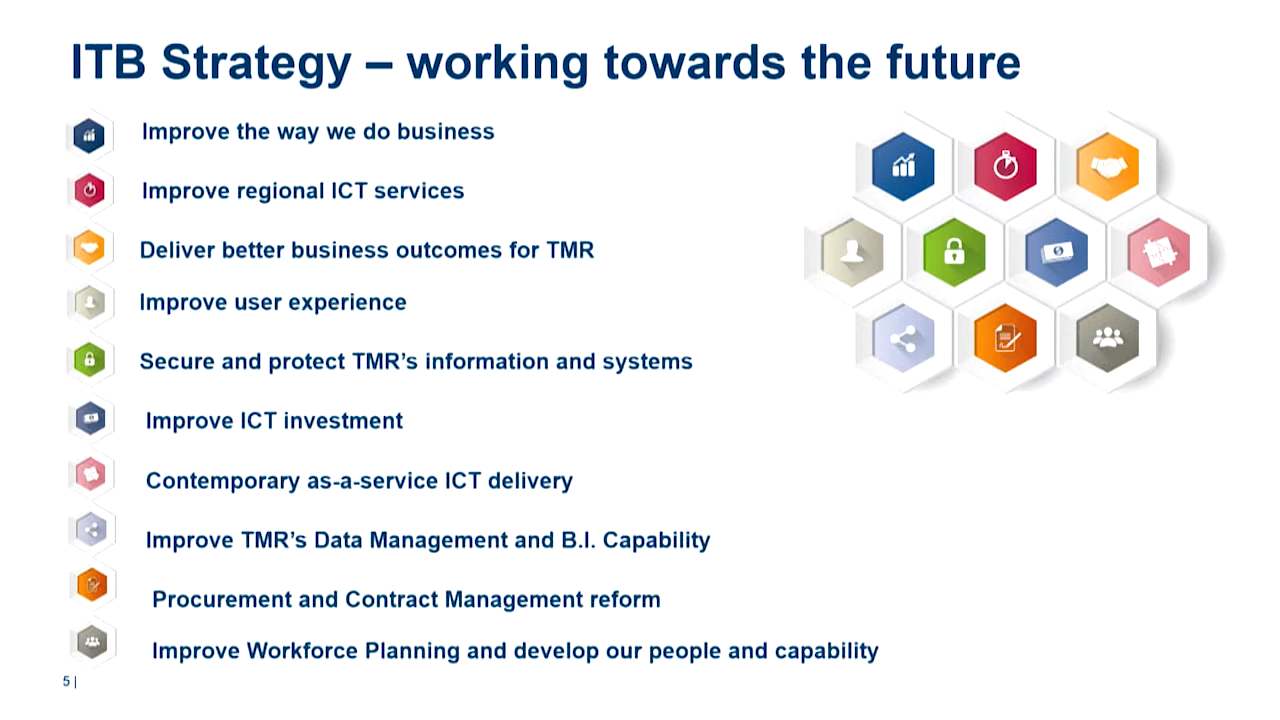 ITB Strategy – working towards the future
Improve the way we do business
Improve regional ICT services
Deliver better business outcomes for TMR
Improve user experience
Secure and protect TMR’s information and systems
Improve ICT investment
Contemporary as-a-service ICT delivery
Improve TMR’s Data Management and B.I. Capability
Procurement and Contract Management reform
Improve Workforce Planning and develop our people and capability
5 |